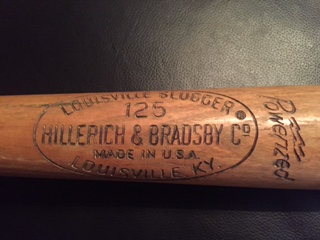 LOUISVILLE SLUGGER
125
HILLERICH & BRADSBY Co
MADE IN U.S.A.
LOUISVILLE, KY.
Powerized